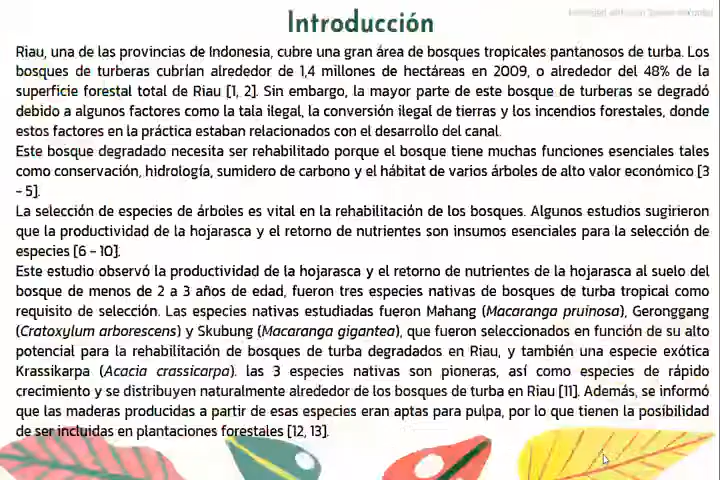 Introducción
Riau, una de las provincias de Indonesia, cubre una gran área de bosques tropicales pantanosos de turba. Los
bosques de turberas cubrían alrededor de 1,4 millones de hectáreas en 2009, o alrededor del 48% de la
superficie forestal total de Riau [1, 2]. Sin embargo, la mayor parte de este bosque de turberas se degradó
debido a algunos factores como la tala ilegal, la conversión ilegal de tierras y los incendios forestales, donde
estos factores en la práctica estaban relacionados con el desarrollo del canal.
Este bosque degradado necesita ser rehabilitado porque el bosque tiene muchas funciones esenciales tales
como conservación, hidrología, sumidero de carbono y el hábitat de varios árboles de alto valor económico [3
– 5].
La selección de especies de árboles es vital en la rehabilitación de los bosques. Algunos estudios sugirieron
que la productividad de la hojarasca y el retorno de nutrientes son insumos esenciales para la selección de
especies [6 – 10].
Este estudio observó la productividad de la hojarasca y el retorno de nutrientes de la hojarasca al suelo del
bosque de menos de 2 a 3 años de edad, fueron tres especies nativas de bosques de turba tropical como
requisito de selección. Las especies nativas estudiadas fueron Mahang (Macaranga pruinosa), Geronggang
(Cratoxylum arborescens) y Skubung (Macaranga gigantea), que fueron seleccionados en función de su alto
potencial para la rehabilitación de bosques de turba degradados en Riau, y también una especie exótica
Krassikarpa (Acacia crassicarpa). las 3 especies nativas son pioneras, así como especies de rápido
crecimiento y se distribuyen naturalmente alrededor de los bosques de turba en Riau [11]. Además, se informó
que las maderas producidas a partir de esas especies eran aptas para pulpa, por lo que tienen la posibilidad
de ser incluidas en plantaciones forestales [12, 13].